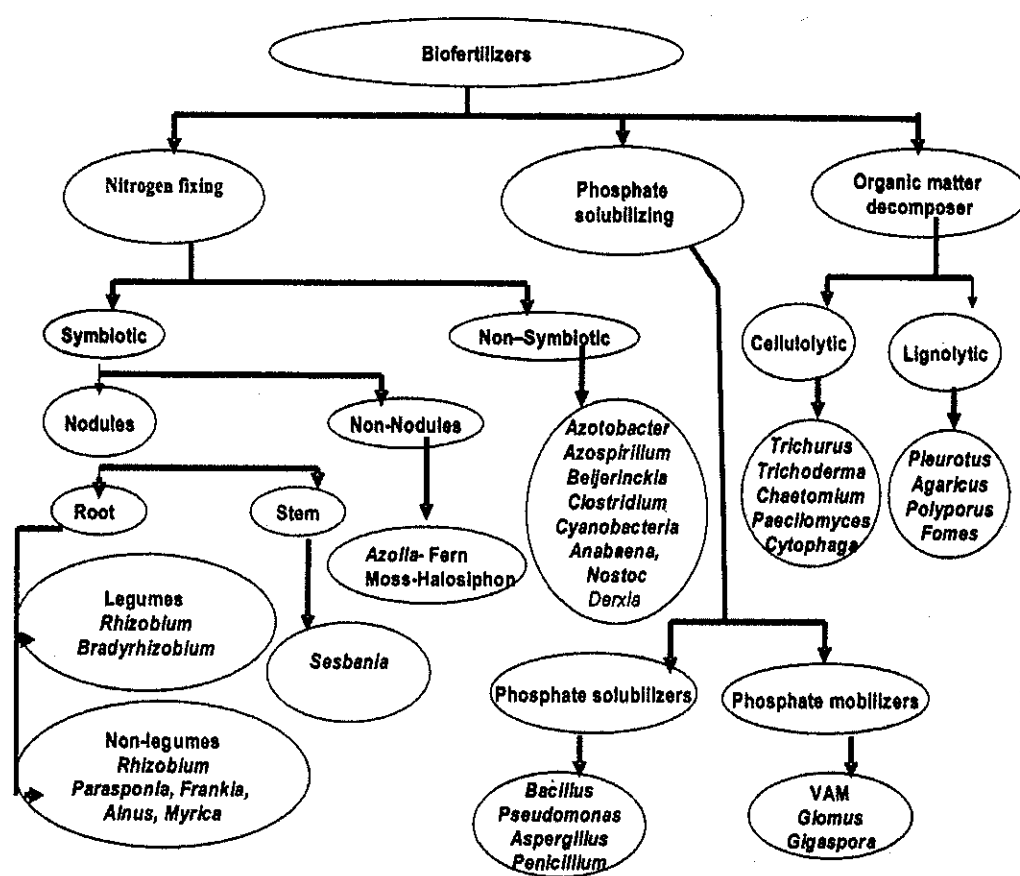 Biofertilizers
Nitrogen fixing
Phosphate
solubilizing
Organic matter
decomposer
Symbiotic
Non–Symbiotic
Cellulolytic
Lignolytic
Nodules
Non-Nodules
Azotobacter
Azospirillum
Beijerinckia
Clostridium
Cyanobacteria
Anabaena,
Nostoc
Derxia
Trichurus
Trichoderma
Chaetomium
Paecilomyces
Cytophaga
Pleurotus
Agaricus
Polyporus
Fomes
Root
Stem
Azolla- Fern
Moss-Halosiphon
Legumes
Rhizobium
Bradyrhizobium
Sesbania
Non-legumes
Rhizobium
Parasponia, Frankia,
Alnus, Myrica
Phosphate solubilizers
Phosphate mobilizers
Bacillus
Pseudomonas
Aspergillus
Penicillium
VAM
Glomus
Gigaspora